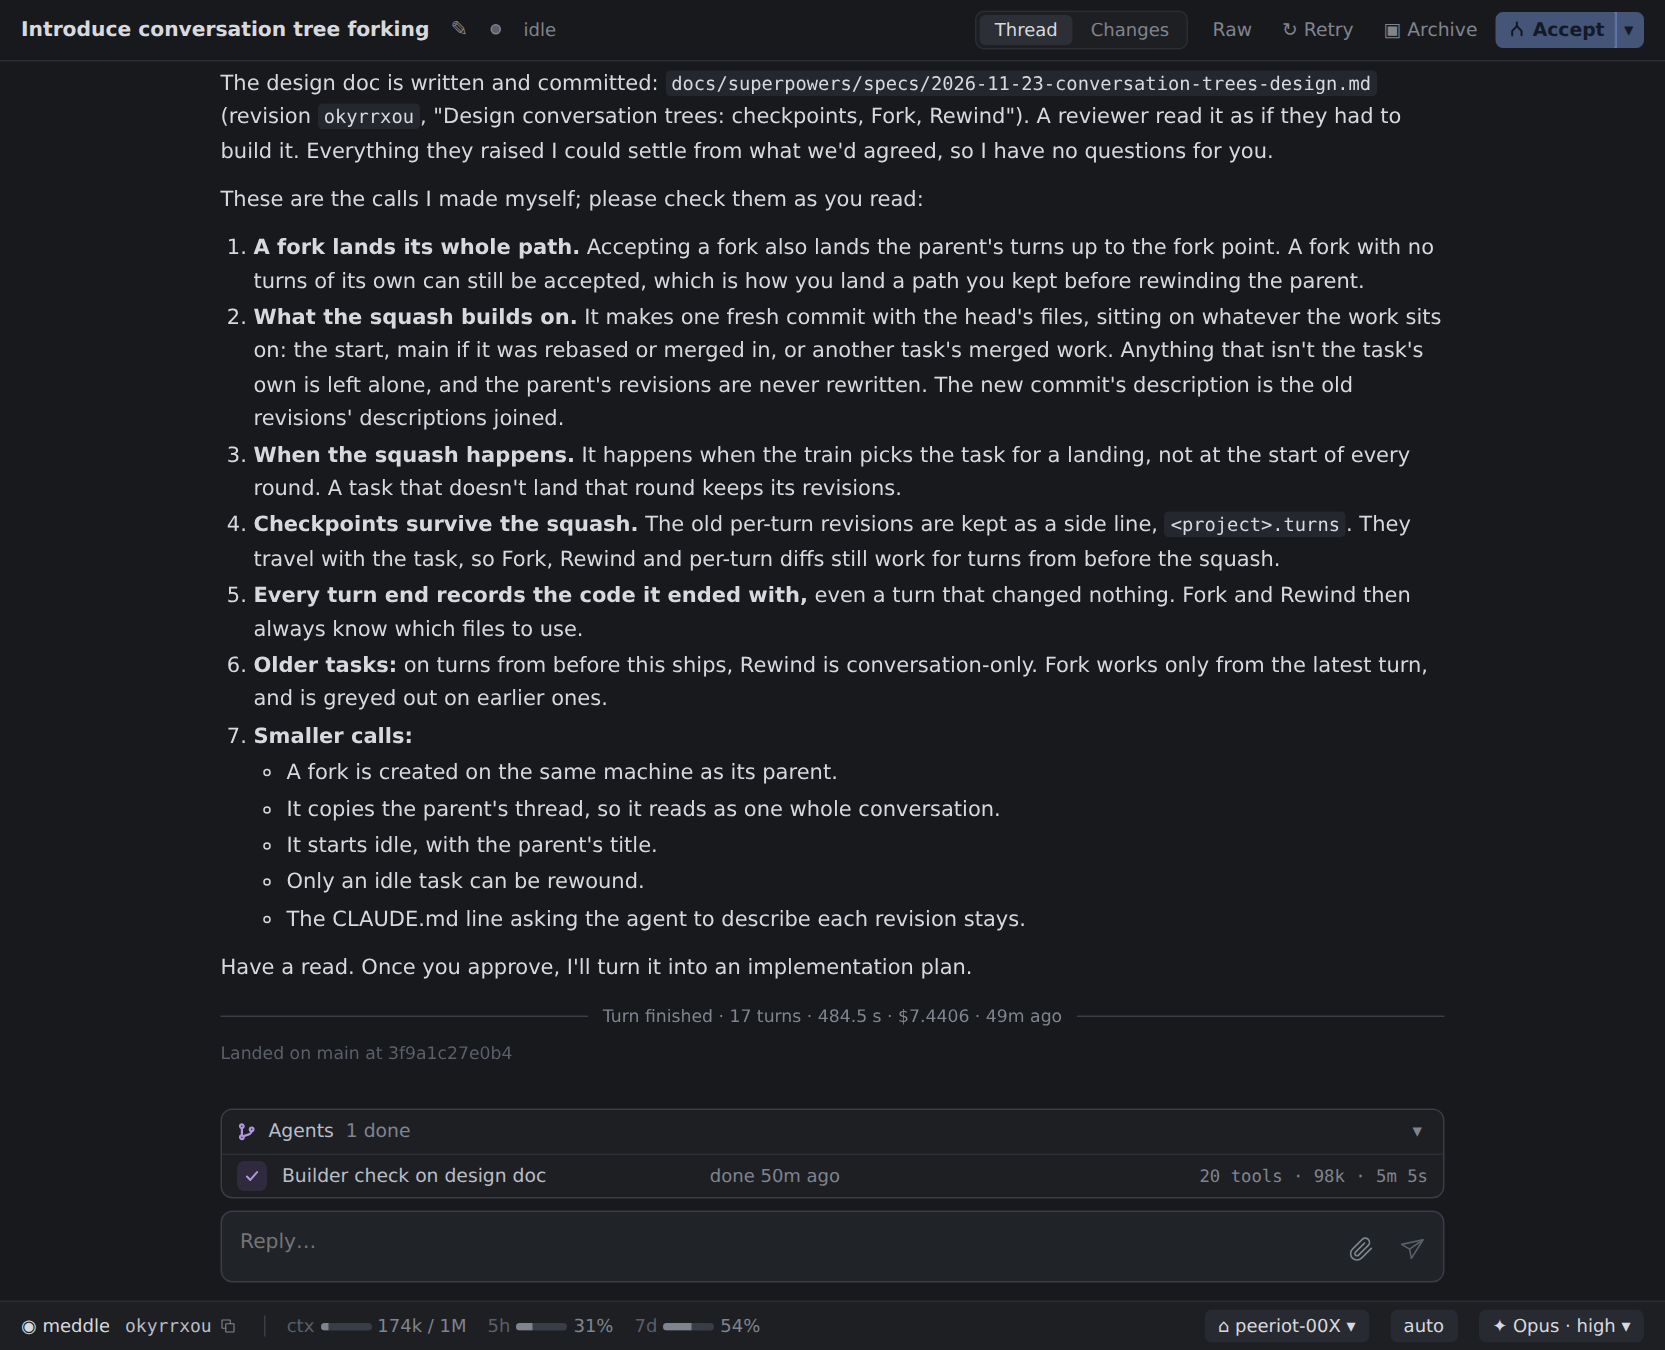 Introduce conversation tree forking ✎ idle Thread Changes Raw ↻ Retry ▣ Archive Accept ▾
The design doc is written and committed: docs/superpowers/specs/2026-11-23-conversation-trees-design.md
(revision okyrrxou, "Design conversation trees: checkpoints, Fork, Rewind"). A reviewer read it as if they had to
build it. Everything they raised I could settle from what we'd agreed, so I have no questions for you.
These are the calls I made myself; please check them as you read:
1. A fork lands its whole path. Accepting a fork also lands the parent's turns up to the fork point. A fork with no
turns of its own can still be accepted, which is how you land a path you kept before rewinding the parent.
2. What the squash builds on. It makes one fresh commit with the head's files, sitting on whatever the work sits
on: the start, main if it was rebased or merged in, or another task's merged work. Anything that isn't the task's
own is left alone, and the parent's revisions are never rewritten. The new commit's description is the old
revisions' descriptions joined.
3. When the squash happens. It happens when the train picks the task for a landing, not at the start of every
round. A task that doesn't land that round keeps its revisions.
4. Checkpoints survive the squash. The old per-turn revisions are kept as a side line, <project>.turns. They
travel with the task, so Fork, Rewind and per-turn diffs still work for turns from before the squash.
5. Every turn end records the code it ended with, even a turn that changed nothing. Fork and Rewind then
always know which files to use.
6. Older tasks: on turns from before this ships, Rewind is conversation-only. Fork works only from the latest turn,
and is greyed out on earlier ones.
7. Smaller calls:
◦ A fork is created on the same machine as its parent.
◦ It copies the parent's thread, so it reads as one whole conversation.
◦ It starts idle, with the parent's title.
◦ Only an idle task can be rewound.
◦ The CLAUDE.md line asking the agent to describe each revision stays.
Have a read. Once you approve, I'll turn it into an implementation plan.
Turn finished · 17 turns · 484.5 s · $7.4406 · 49m ago
Landed on main at 3f9a1c27e0b4
Agents 1 done ▾
Builder check on design doc done 50m ago 20 tools · 98k · 5m 5s
Reply…
◉ meddle okyrrxou ctx 174k / 1M 5h 31% 7d 54% ⌂ peeriot-00X ▾ auto ✦ Opus · high ▾